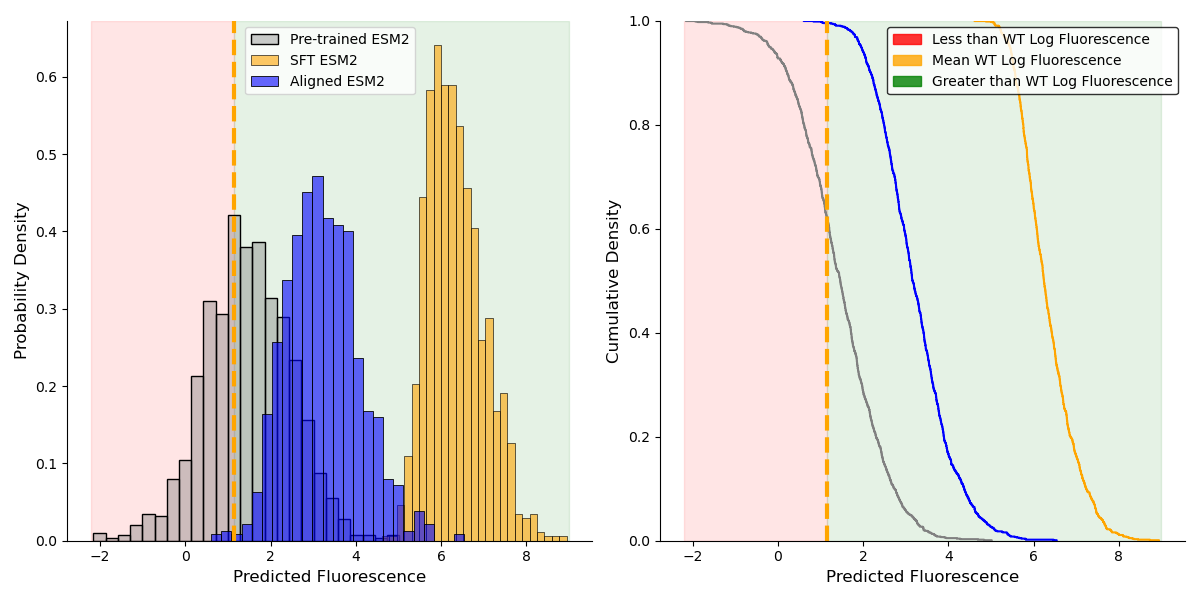 Pre-trained ESM2
SFT ESM2
Aligned ESM2
Probability Density
0.0
0.1
0.2
0.3
0.4
0.5
0.6
−2
0
2
4
6
8
Predicted Fluorescence
Less than WT Log Fluorescence
Mean WT Log Fluorescence
Greater than WT Log Fluorescence
Cumulative Density
0.0
0.2
0.4
0.6
0.8
1.0
−2
0
2
4
6
8
Predicted Fluorescence